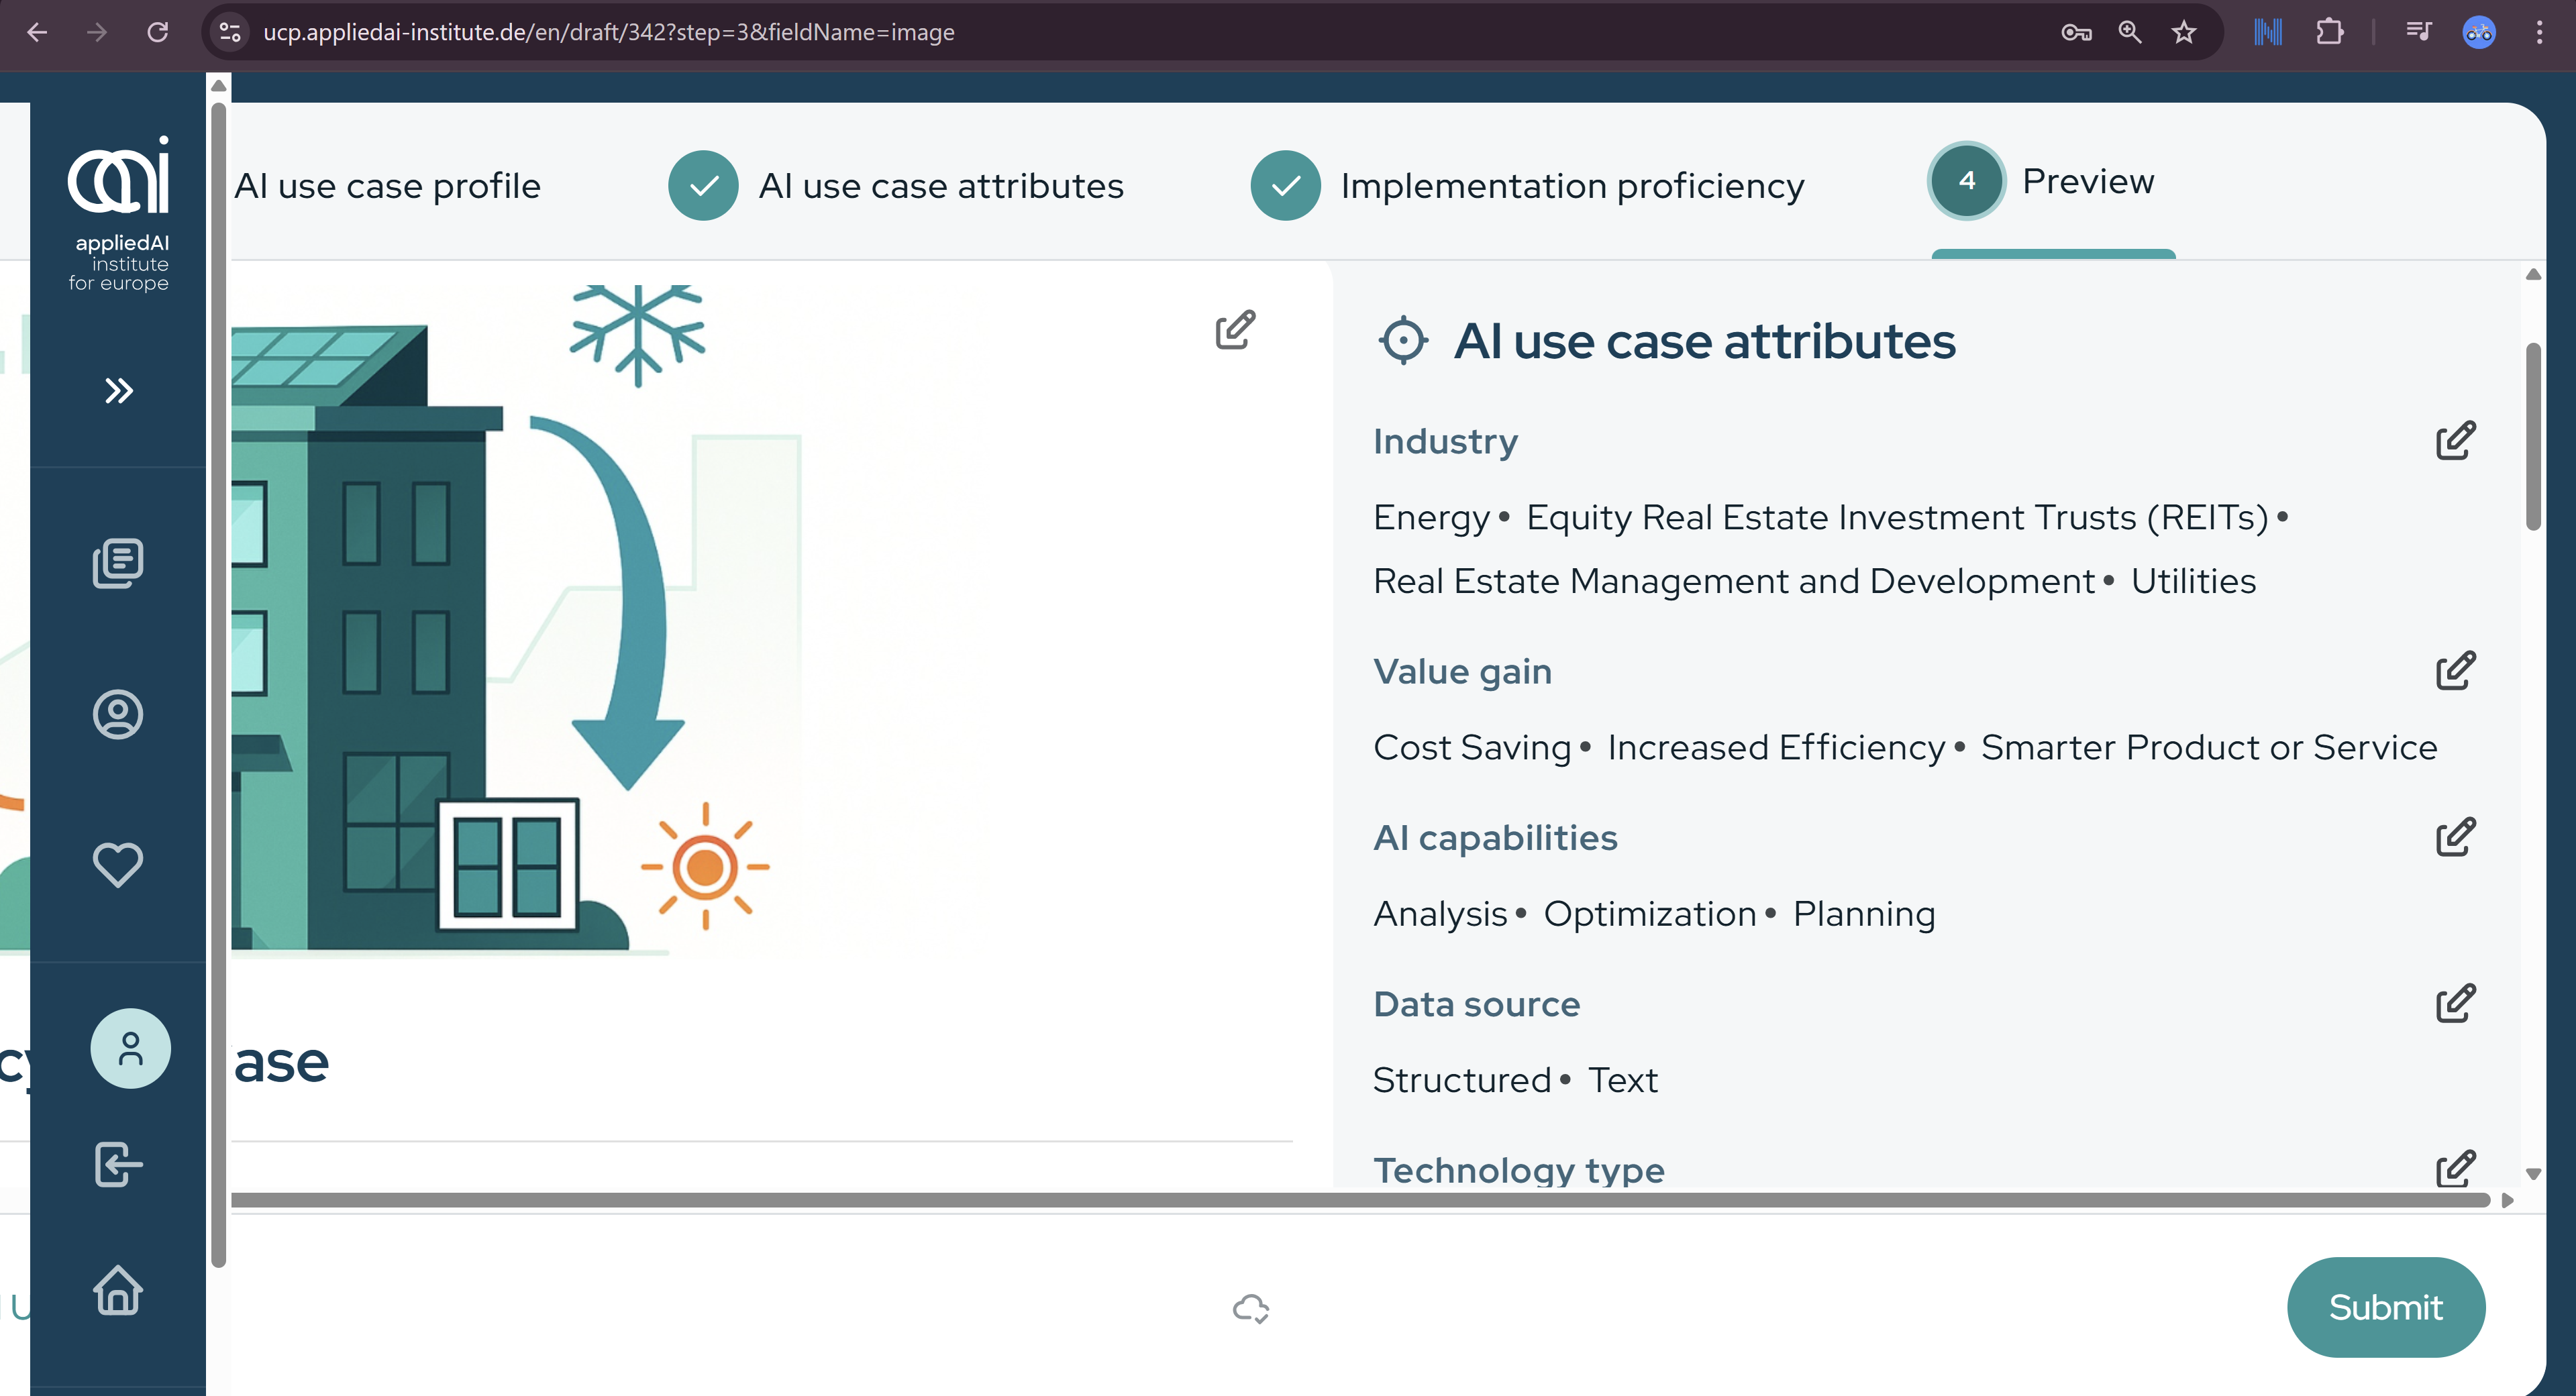 ucp.appliedai-institute.de/en/draft/342?step=3&fieldName=image
appliedAI
institute
for europe
AI use case profile
AI use case attributes
Implementation proficiency
4
Preview
AI use case attributes
Industry
Energy • Equity Real Estate Investment Trusts (REITs) •
Real Estate Management and Development • Utilities
Value gain
Cost Saving • Increased Efficiency • Smarter Product or Service
AI capabilities
Analysis • Optimization • Planning
Data source
Structured • Text
Technology type
ase
Submit